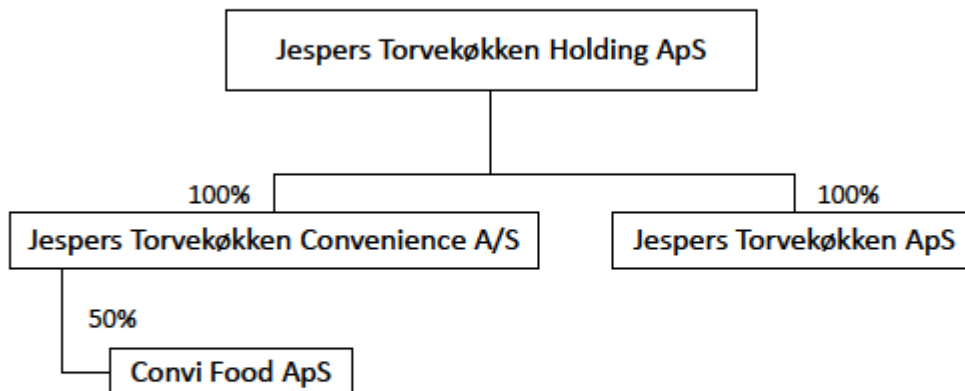 Jespers Torvekøkken Holding ApS
100%
100%
Jespers Torvekøkken Convenience A/S
Jespers Torvekøkken ApS
50%
Convi Food ApS